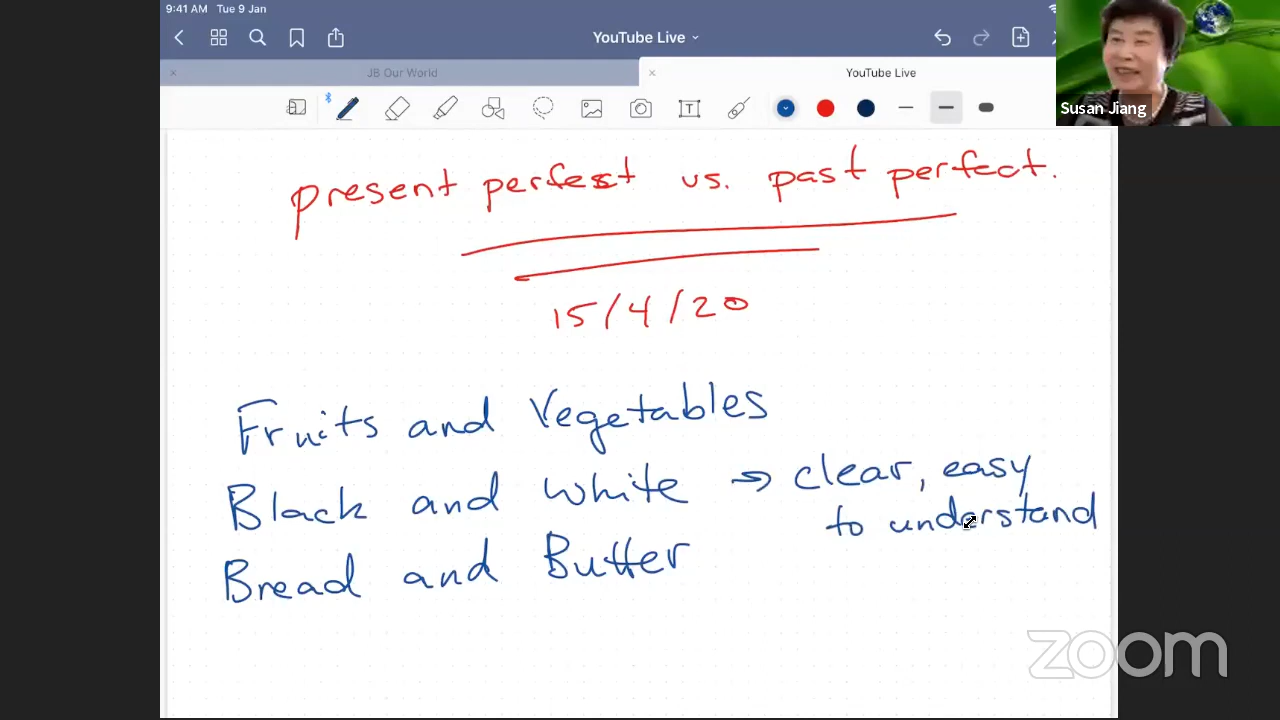 9:41 AM Tue 9 Jan
YouTube Live
JB Our World
YouTube Live
Susan Jiang
present perfect vs. past perfect.
15/4/20
Fruits and Vegetables
Black and White → clear, easy
to understand
Bread and Butter
zoom